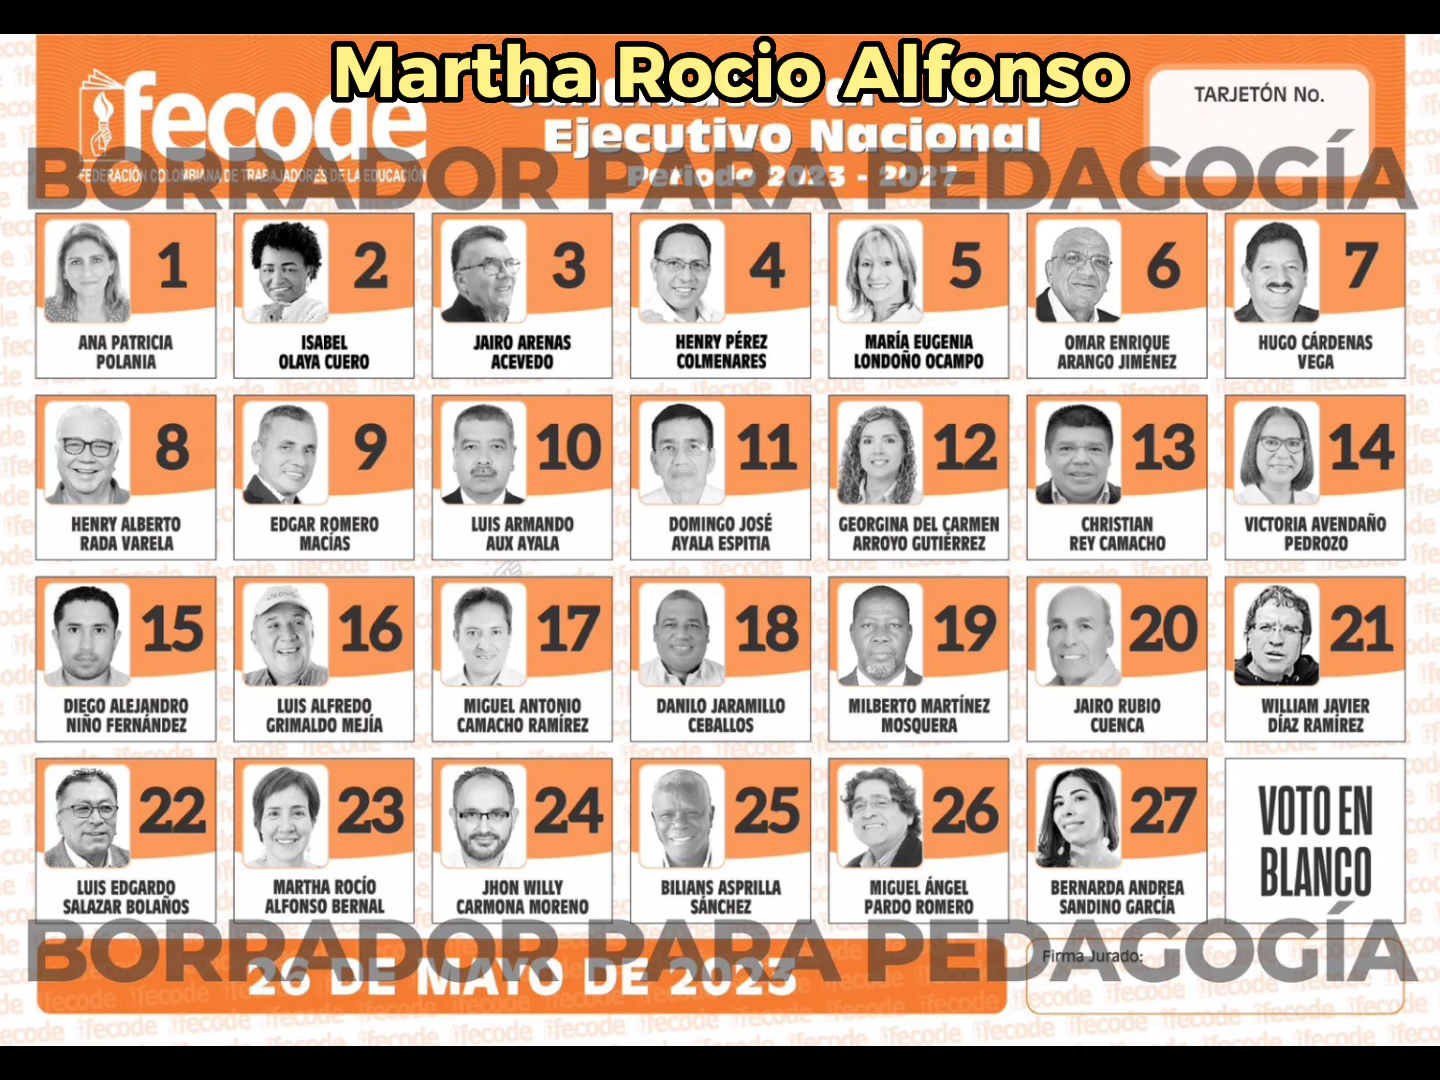 Martha Rocio Alfonso
fecode
FEDERACIÓN COLOMBIANA DE TRABAJADORES DE LA EDUCACIÓN
Ejecutivo Nacional
Periodo 2023 - 2027
TARJETÓN No.
BORRADOR PARA PEDAGOGÍA
1
ANA PATRICIA
POLANIA
2
ISABEL
OLAYA CUERO
3
JAIRO ARENAS
ACEVEDO
4
HENRY PÉREZ
COLMENARES
5
MARÍA EUGENIA
LONDOÑO OCAMPO
6
OMAR ENRIQUE
ARANGO JIMÉNEZ
7
HUGO CÁRDENAS
VEGA
8
HENRY ALBERTO
RADA VARELA
9
EDGAR ROMERO
MACÍAS
10
LUIS ARMANDO
AUX AYALA
11
DOMINGO JOSÉ
AYALA ESPITIA
12
GEORGINA DEL CARMEN
ARROYO GUTIÉRREZ
13
CHRISTIAN
REY CAMACHO
14
VICTORIA AVENDAÑO
PEDROZO
15
DIEGO ALEJANDRO
NIÑO FERNÁNDEZ
16
LUIS ALFREDO
GRIMALDO MEJÍA
17
MIGUEL ANTONIO
CAMACHO RAMÍREZ
18
DANILO JARAMILLO
CEBALLOS
19
MILBERTO MARTÍNEZ
MOSQUERA
20
JAIRO RUBIO
CUENCA
21
WILLIAM JAVIER
DÍAZ RAMÍREZ
22
LUIS EDGARDO
SALAZAR BOLAÑOS
23
MARTHA ROCÍO
ALFONSO BERNAL
24
JHON WILLY
CARMONA MORENO
25
BILIANS ASPRILLA
SÁNCHEZ
26
MIGUEL ÁNGEL
PARDO ROMERO
27
BERNARDA ANDREA
SANDINO GARCÍA
VOTO EN
BLANCO
BORRADOR PARA PEDAGOGÍA
26 DE MAYO DE 2023
Firma Jurado: